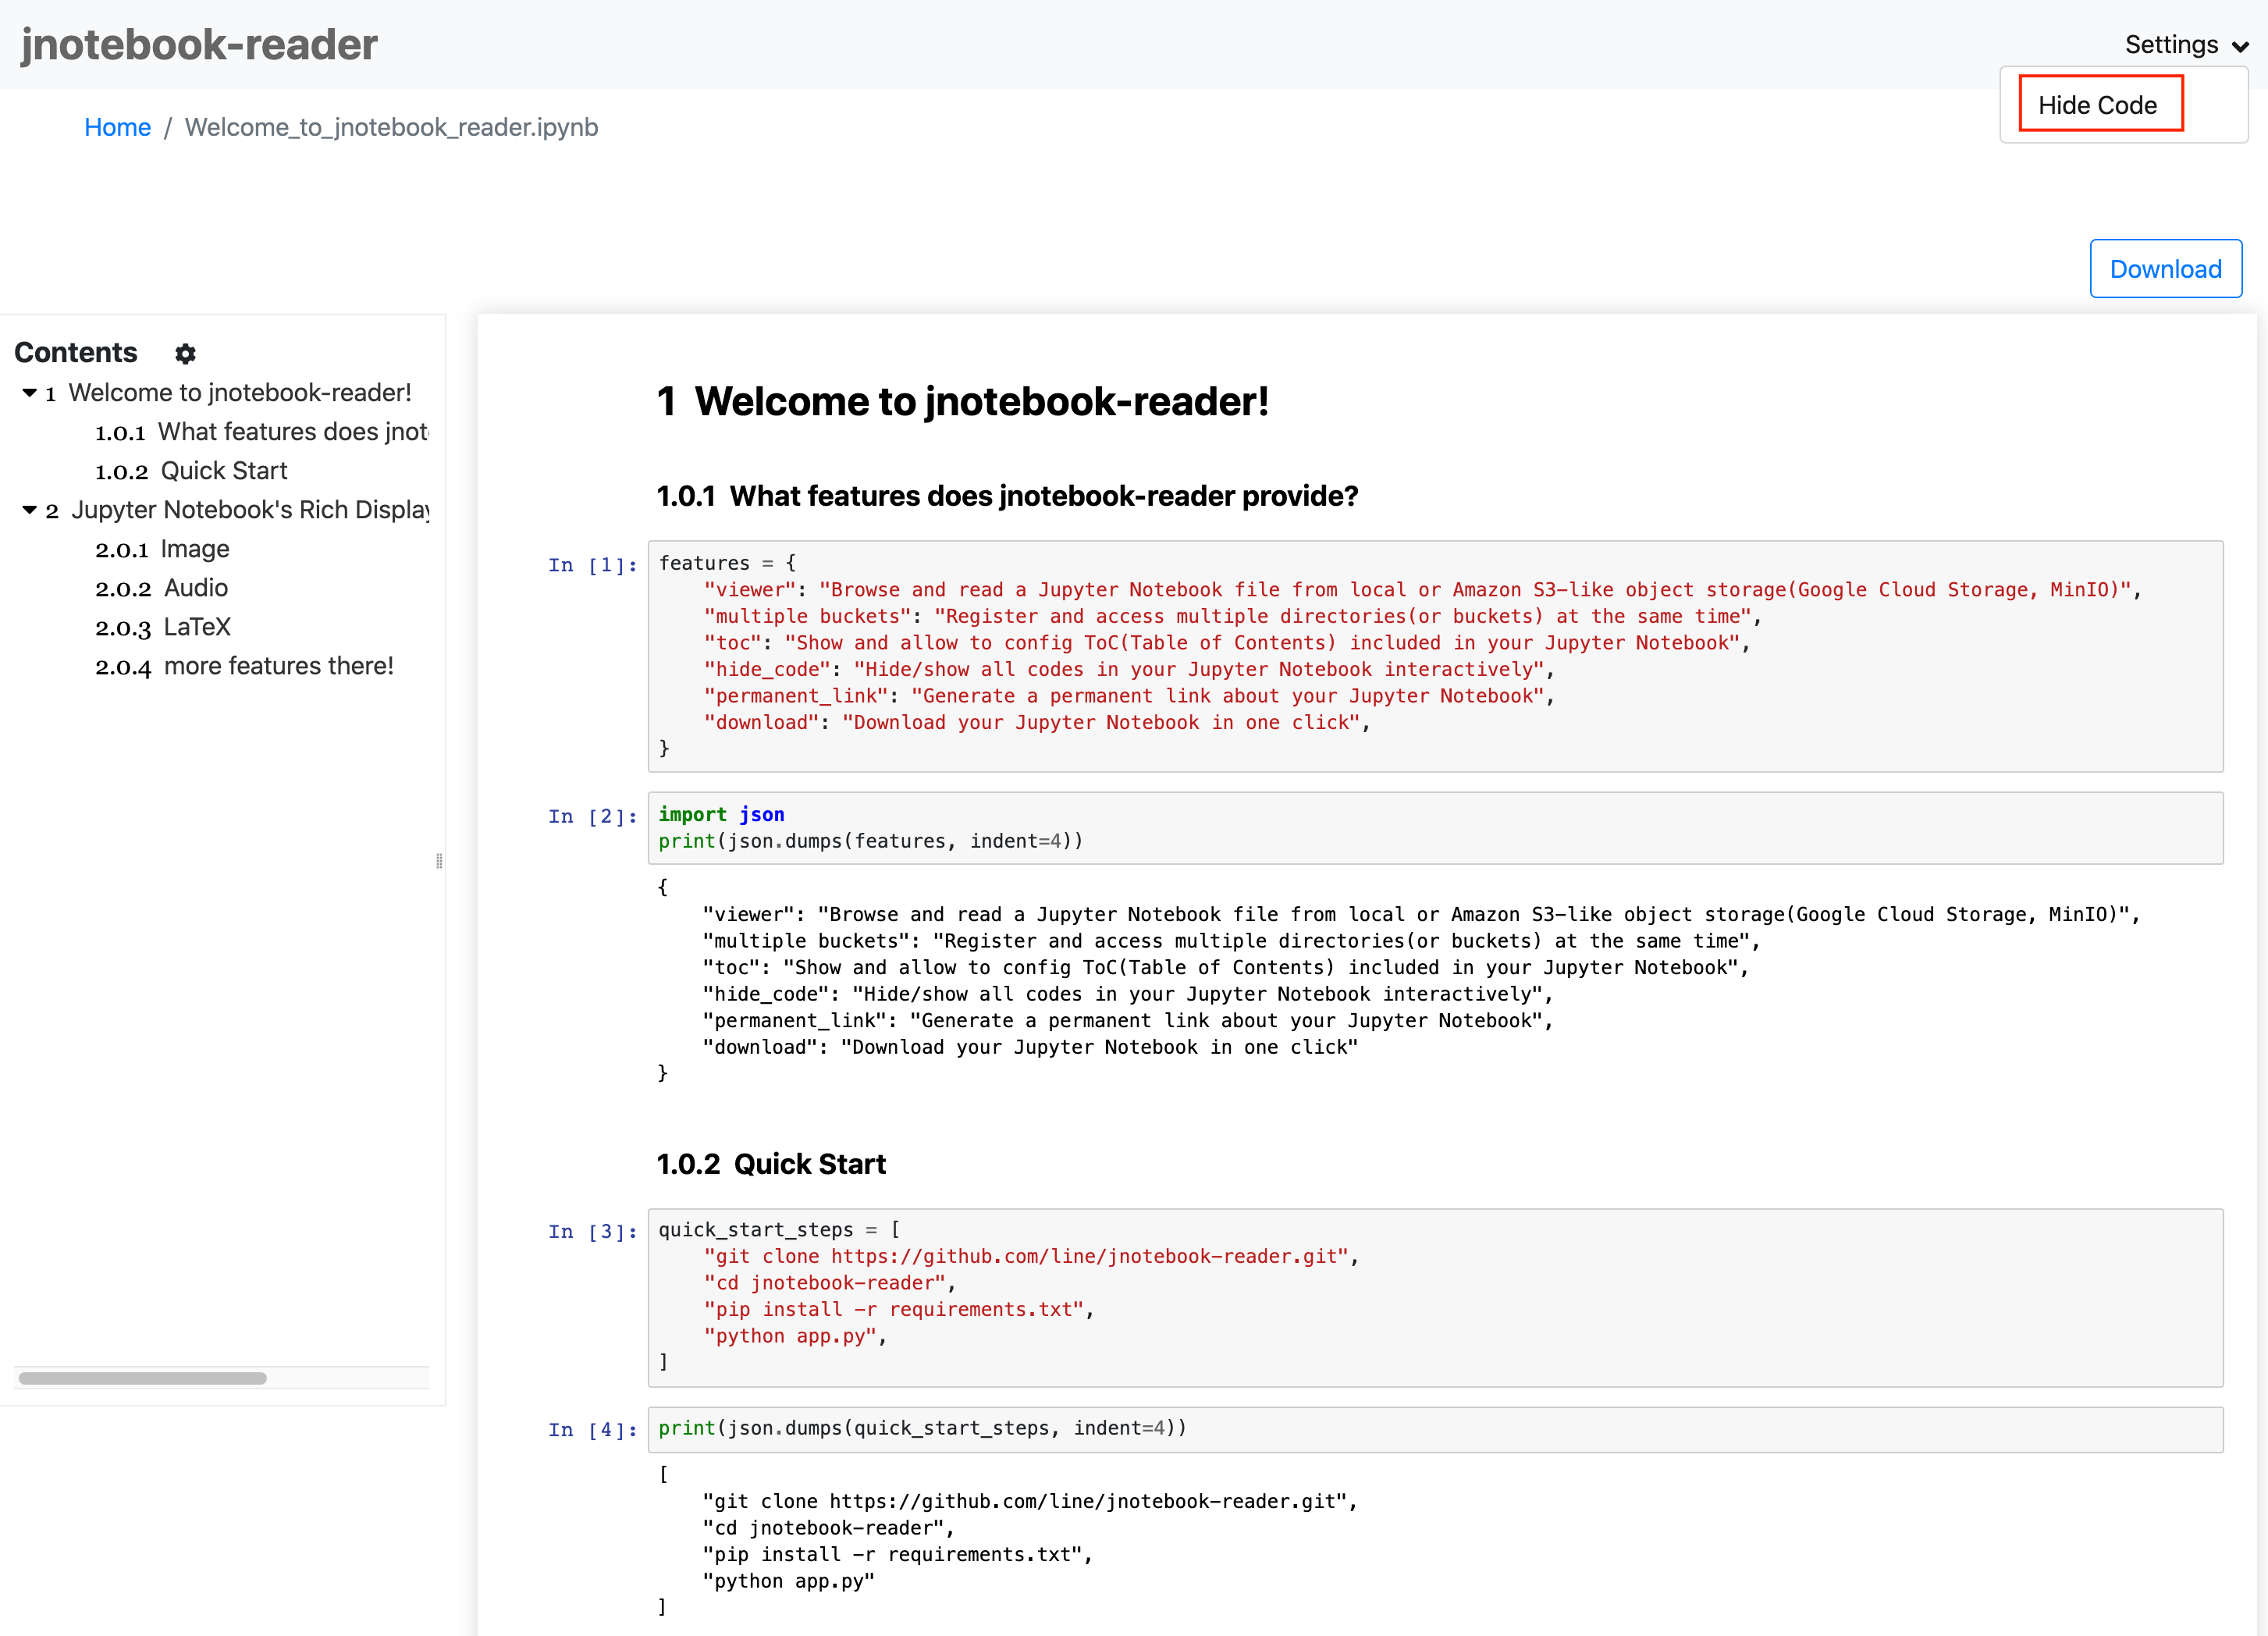 jnotebook-reader
Settings
Hide Code
Home / Welcome_to_jnotebook_reader.ipynb
Download
Contents
1 Welcome to jnotebook-reader!
1.0.1 What features does jnot
1.0.2 Quick Start
2 Jupyter Notebook's Rich Display
2.0.1 Image
2.0.2 Audio
2.0.3 LaTeX
2.0.4 more features there!
1 Welcome to jnotebook-reader!
1.0.1 What features does jnotebook-reader provide?
In [1]:
features = {
    "viewer": "Browse and read a Jupyter Notebook file from local or Amazon S3-like object storage(Google Cloud Storage, MinIO)",
    "multiple buckets": "Register and access multiple directories(or buckets) at the same time",
    "toc": "Show and allow to config ToC(Table of Contents) included in your Jupyter Notebook",
    "hide_code": "Hide/show all codes in your Jupyter Notebook interactively",
    "permanent_link": "Generate a permanent link about your Jupyter Notebook",
    "download": "Download your Jupyter Notebook in one click",
}
In [2]:
import json
print(json.dumps(features, indent=4))
{
    "viewer": "Browse and read a Jupyter Notebook file from local or Amazon S3-like object storage(Google Cloud Storage, MinIO)",
    "multiple buckets": "Register and access multiple directories(or buckets) at the same time",
    "toc": "Show and allow to config ToC(Table of Contents) included in your Jupyter Notebook",
    "hide_code": "Hide/show all codes in your Jupyter Notebook interactively",
    "permanent_link": "Generate a permanent link about your Jupyter Notebook",
    "download": "Download your Jupyter Notebook in one click"
}
1.0.2 Quick Start
In [3]:
quick_start_steps = [
    "git clone https://github.com/line/jnotebook-reader.git",
    "cd jnotebook-reader",
    "pip install -r requirements.txt",
    "python app.py",
]
In [4]:
print(json.dumps(quick_start_steps, indent=4))
[
    "git clone https://github.com/line/jnotebook-reader.git",
    "cd jnotebook-reader",
    "pip install -r requirements.txt",
    "python app.py"
]